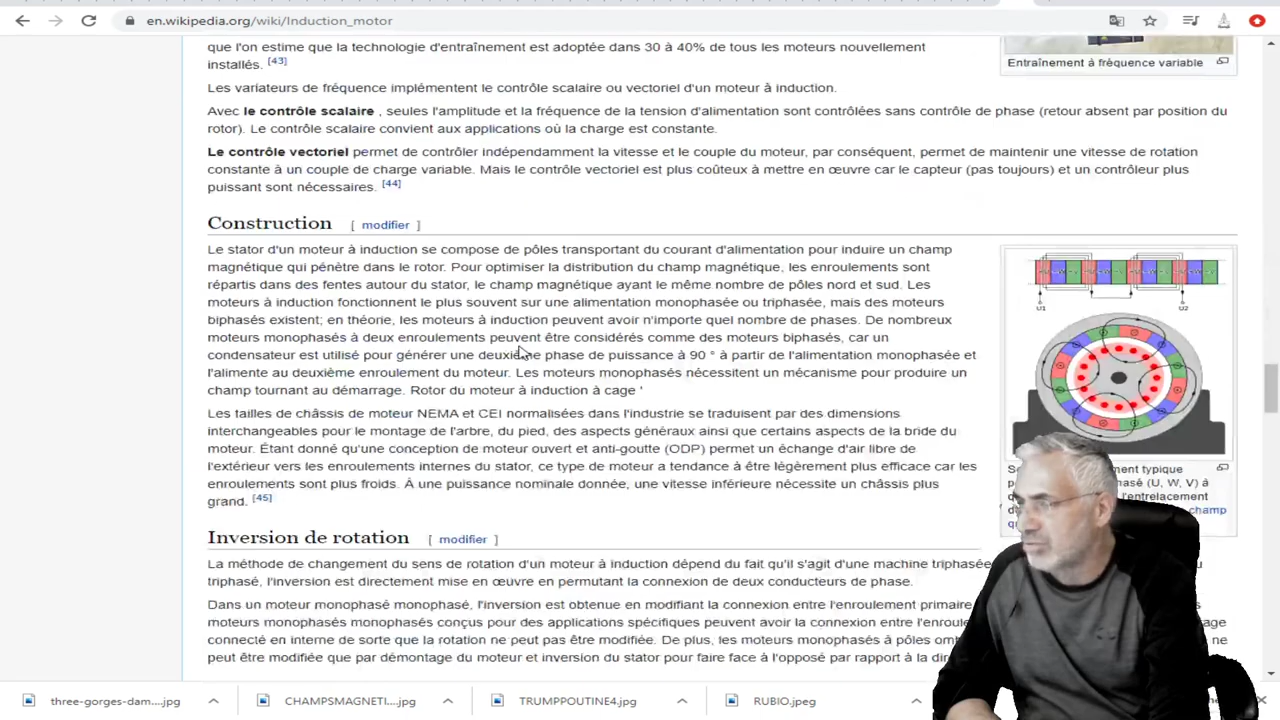 en.wikipedia.org/wiki/Induction_motor
que l'on estime que la technologie d'entraînement est adoptée dans 30 à 40% de tous les moteurs nouvellement
installés. [43]
Entraînement à fréquence variable
Les variateurs de fréquence implémentent le contrôle scalaire ou vectoriel d'un moteur à induction.
Avec le contrôle scalaire , seules l'amplitude et la fréquence de la tension d'alimentation sont contrôlées sans contrôle de phase (retour absent par position du
rotor). Le contrôle scalaire convient aux applications où la charge est constante.
Le contrôle vectoriel permet de contrôler indépendamment la vitesse et le couple du moteur, par conséquent, permet de maintenir une vitesse de rotation
constante à un couple de charge variable. Mais le contrôle vectoriel est plus coûteux à mettre en œuvre car le capteur (pas toujours) et un contrôleur plus
puissant sont nécessaires. [44]
Construction [ modifier ]
Le stator d'un moteur à induction se compose de pôles transportant du courant d'alimentation pour induire un champ
magnétique qui pénètre dans le rotor. Pour optimiser la distribution du champ magnétique, les enroulements sont
répartis dans des fentes autour du stator, le champ magnétique ayant le même nombre de pôles nord et sud. Les
moteurs à induction fonctionnent le plus souvent sur une alimentation monophasée ou triphasée, mais des moteurs
biphasés existent; en théorie, les moteurs à induction peuvent avoir n'importe quel nombre de phases. De nombreux
moteurs monophasés à deux enroulements peuvent être considérés comme des moteurs biphasés, car un
condensateur est utilisé pour générer une deuxième phase de puissance à 90 ° à partir de l'alimentation monophasée et
l'alimente au deuxième enroulement du moteur. Les moteurs monophasés nécessitent un mécanisme pour produire un
champ tournant au démarrage. Rotor du moteur à induction à cage '
Les tailles de châssis de moteur NEMA et CEI normalisées dans l'industrie se traduisent par des dimensions
interchangeables pour le montage de l'arbre, du pied, des aspects généraux ainsi que certains aspects de la bride du
moteur. Étant donné qu'une conception de moteur ouvert et anti-goutte (ODP) permet un échange d'air libre de
l'extérieur vers les enroulements internes du stator, ce type de moteur a tendance à être légèrement plus efficace car les
enroulements sont plus froids. À une puissance nominale donnée, une vitesse inférieure nécessite un châssis plus
grand. [45]
U1 U2
ment typique
hasé (U, W, V) à
l'entrelacement
champ
Inversion de rotation [ modifier ]
La méthode de changement du sens de rotation d'un moteur à induction dépend du fait qu'il s'agit d'une machine triphasée
triphasé, l'inversion est directement mise en œuvre en permutant la connexion de deux conducteurs de phase.
Dans un moteur monophasé monophasé, l'inversion est obtenue en modifiant la connexion entre l'enroulement primaire
moteurs monophasés monophasés conçus pour des applications spécifiques peuvent avoir la connexion entre
connecté en interne de sorte que la rotation ne peut pas être modifiée. De plus, les moteurs monophasés à pôles
peut être modifiée que par démontage du moteur et inversion du stator pour faire face à l'opposé par rapport à la
three-gorges-dam....jpg
CHAMPSMAGNETI....jpg
TRUMPPOUTINE4.jpg
RUBIO.jpeg